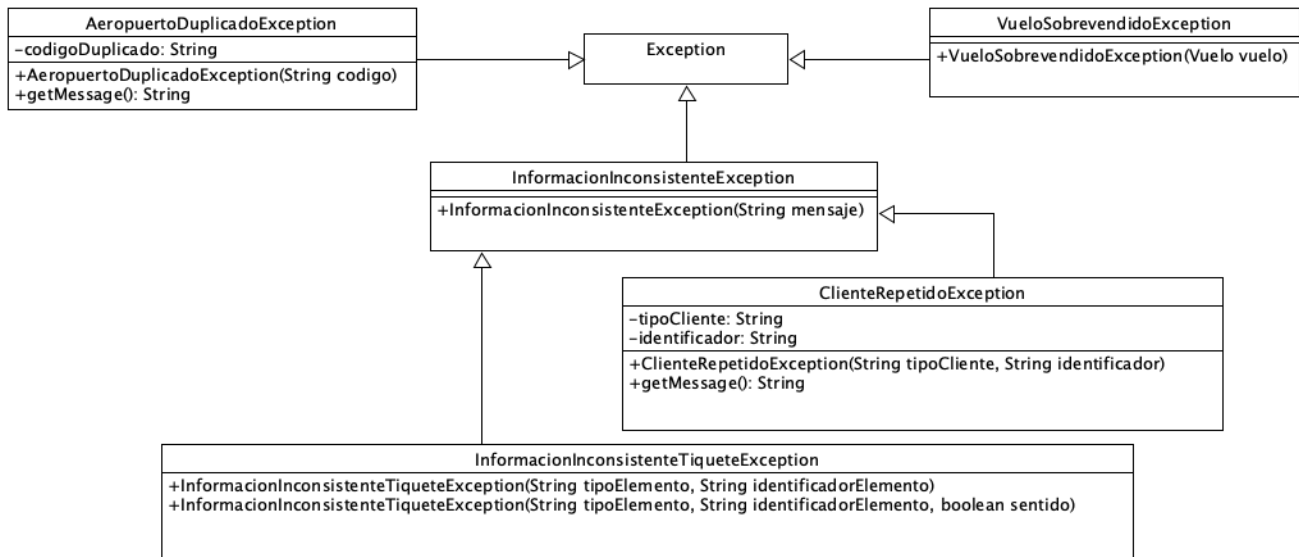 AeropuertoDuplicadoException
-codigoDuplicado: String
+AeropuertoDuplicadoException(String codigo)
+getMessage(): String
Exception
VueloSobrevendidoException
+VueloSobrevendidoException(Vuelo vuelo)
InformacionInconsistenteException
+InformacionInconsistenteException(String mensaje)
ClienteRepetidoException
-tipoCliente: String
-identificador: String
+ClienteRepetidoException(String tipoCliente, String identificador)
+getMessage(): String
InformacionInconsistenteTiqueteException
+InformacionInconsistenteTiqueteException(String tipoElemento, String identificadorElemento)
+InformacionInconsistenteTiqueteException(String tipoElemento, String identificadorElemento, boolean sentido)